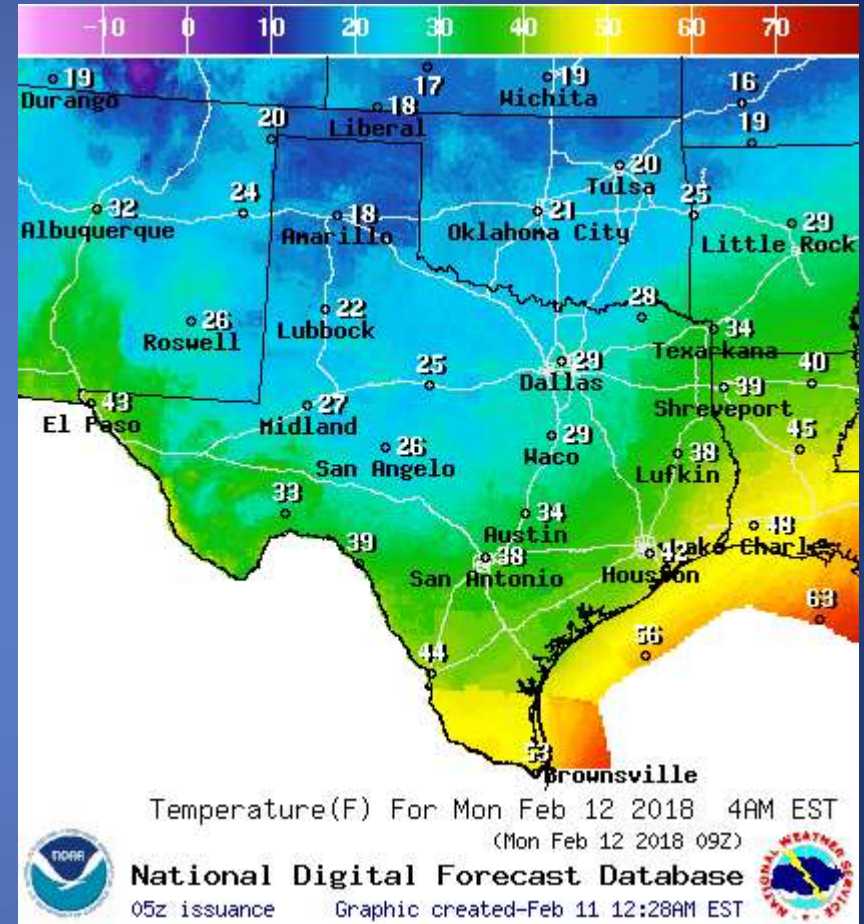 -10 0 10 20 30 40 50 60 70
19 17 19 16
Durango Wichita
18
Liberal
20 19
20
Tulsa
32 24 18 21 25 29
Albuquerque Amarillo Oklahoma City Little Rock
26 22 28
Roswell Lubbock
34
Texarkana
25 29 40
Dallas 39
43 27 Shreveport
El Paso Midland
26 29 38 45
San Angelo Waco Lufkin
33 34 48
Austin
39 38 42 Lake Charles
San Antonio Houston
63
56
44
53
Brownsville
Temperature(F) For Mon Feb 12 2018 4AM EST
(Mon Feb 12 2018 09Z)
NOAA
NATIONAL WEATHER SERVICE
National Digital Forecast Database
05z issuance Graphic created-Feb 11 12:28AM EST